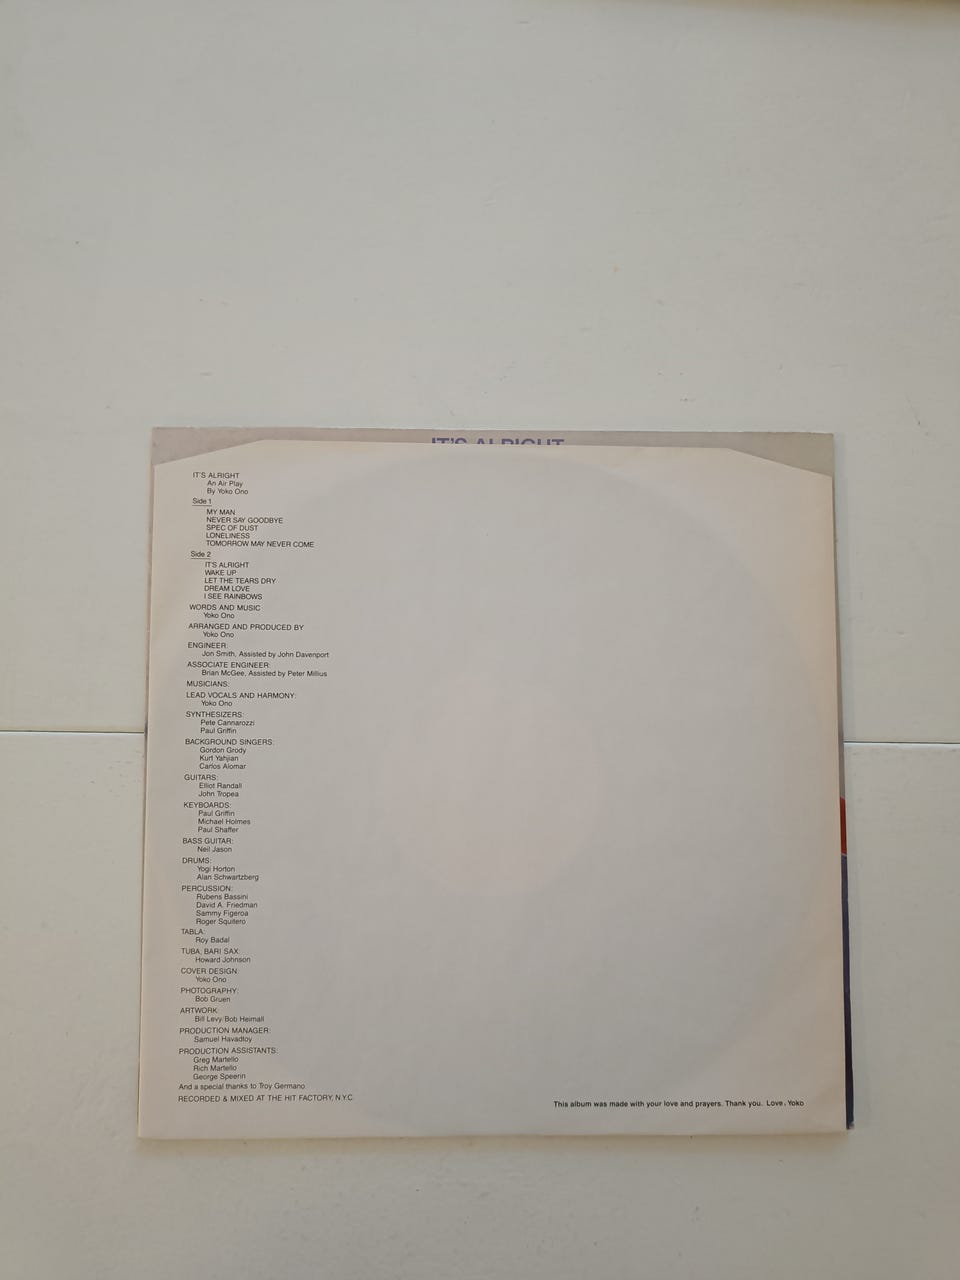 IT'S ALRIGHT
IT'S ALRIGHT
An Air Play
By Yoko Ono
Side 1
MY MAN
NEVER SAY GOODBYE
SPEC OF DUST
LONELINESS
TOMORROW MAY NEVER COME
Side 2
IT'S ALRIGHT
WAKE UP
LET THE TEARS DRY
DREAM LOVE
I SEE RAINBOWS
WORDS AND MUSIC
Yoko Ono
ARRANGED AND PRODUCED BY
Yoko Ono
ENGINEER:
Jon Smith, Assisted by John Davenport
ASSOCIATE ENGINEER:
Brian McGee, Assisted by Peter Millius
MUSICIANS:
LEAD VOCALS AND HARMONY:
Yoko Ono
SYNTHESIZERS:
Pete Cannarozzi
Paul Griffin
BACKGROUND SINGERS:
Gordon Grody
Kurt Yahjian
Carlos Alomar
GUITARS:
Elliot Randall
John Tropea
KEYBOARDS:
Paul Griffin
Michael Holmes
Paul Shaffer
BASS GUITAR:
Neil Jason
DRUMS:
Yogi Horton
Alan Schwartzberg
PERCUSSION:
Rubens Bassini
David A. Friedman
Sammy Figeroa
Roger Squitero
TABLA:
Roy Badal
TUBA, BARI SAX:
Howard Johnson
COVER DESIGN:
Yoko Ono
PHOTOGRAPHY:
Bob Gruen
ARTWORK:
Bill Levy/Bob Heimall
PRODUCTION MANAGER:
Samuel Havadtoy
PRODUCTION ASSISTANTS:
Greg Martello
Rich Martello
George Speerin
And a special thanks to Troy Germano.
RECORDED & MIXED AT THE HIT FACTORY, N.Y.C.
This album was made with your love and prayers. Thank you. Love, Yoko